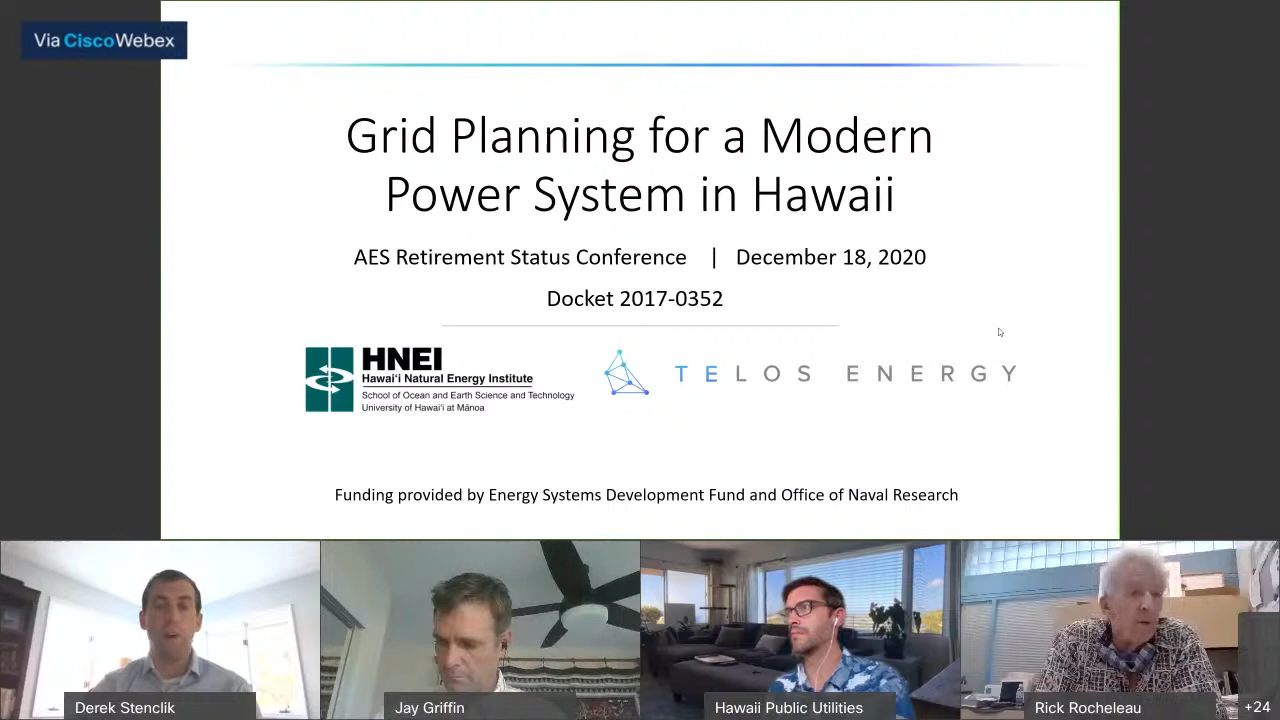 Via Cisco Webex
Grid Planning for a Modern
Power System in Hawaii
AES Retirement Status Conference | December 18, 2020
Docket 2017-0352
HNEI
Hawai‘i Natural Energy Institute
School of Ocean and Earth Science and Technology
University of Hawai‘i at Mānoa
TELOS ENERGY
Funding provided by Energy Systems Development Fund and Office of Naval Research
Derek Stenclik
Jay Griffin
Hawaii Public Utilities
Rick Rocheleau
+24